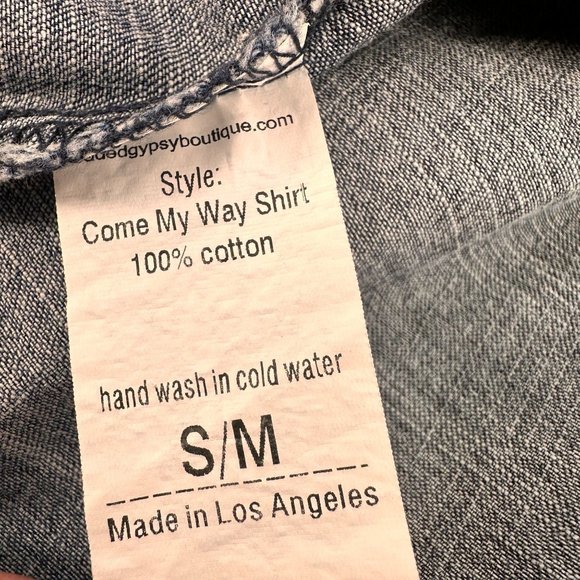 Style:
Come My Way Shirt
100% cotton
hand wash in cold water
S/M
Made in Los Angeles